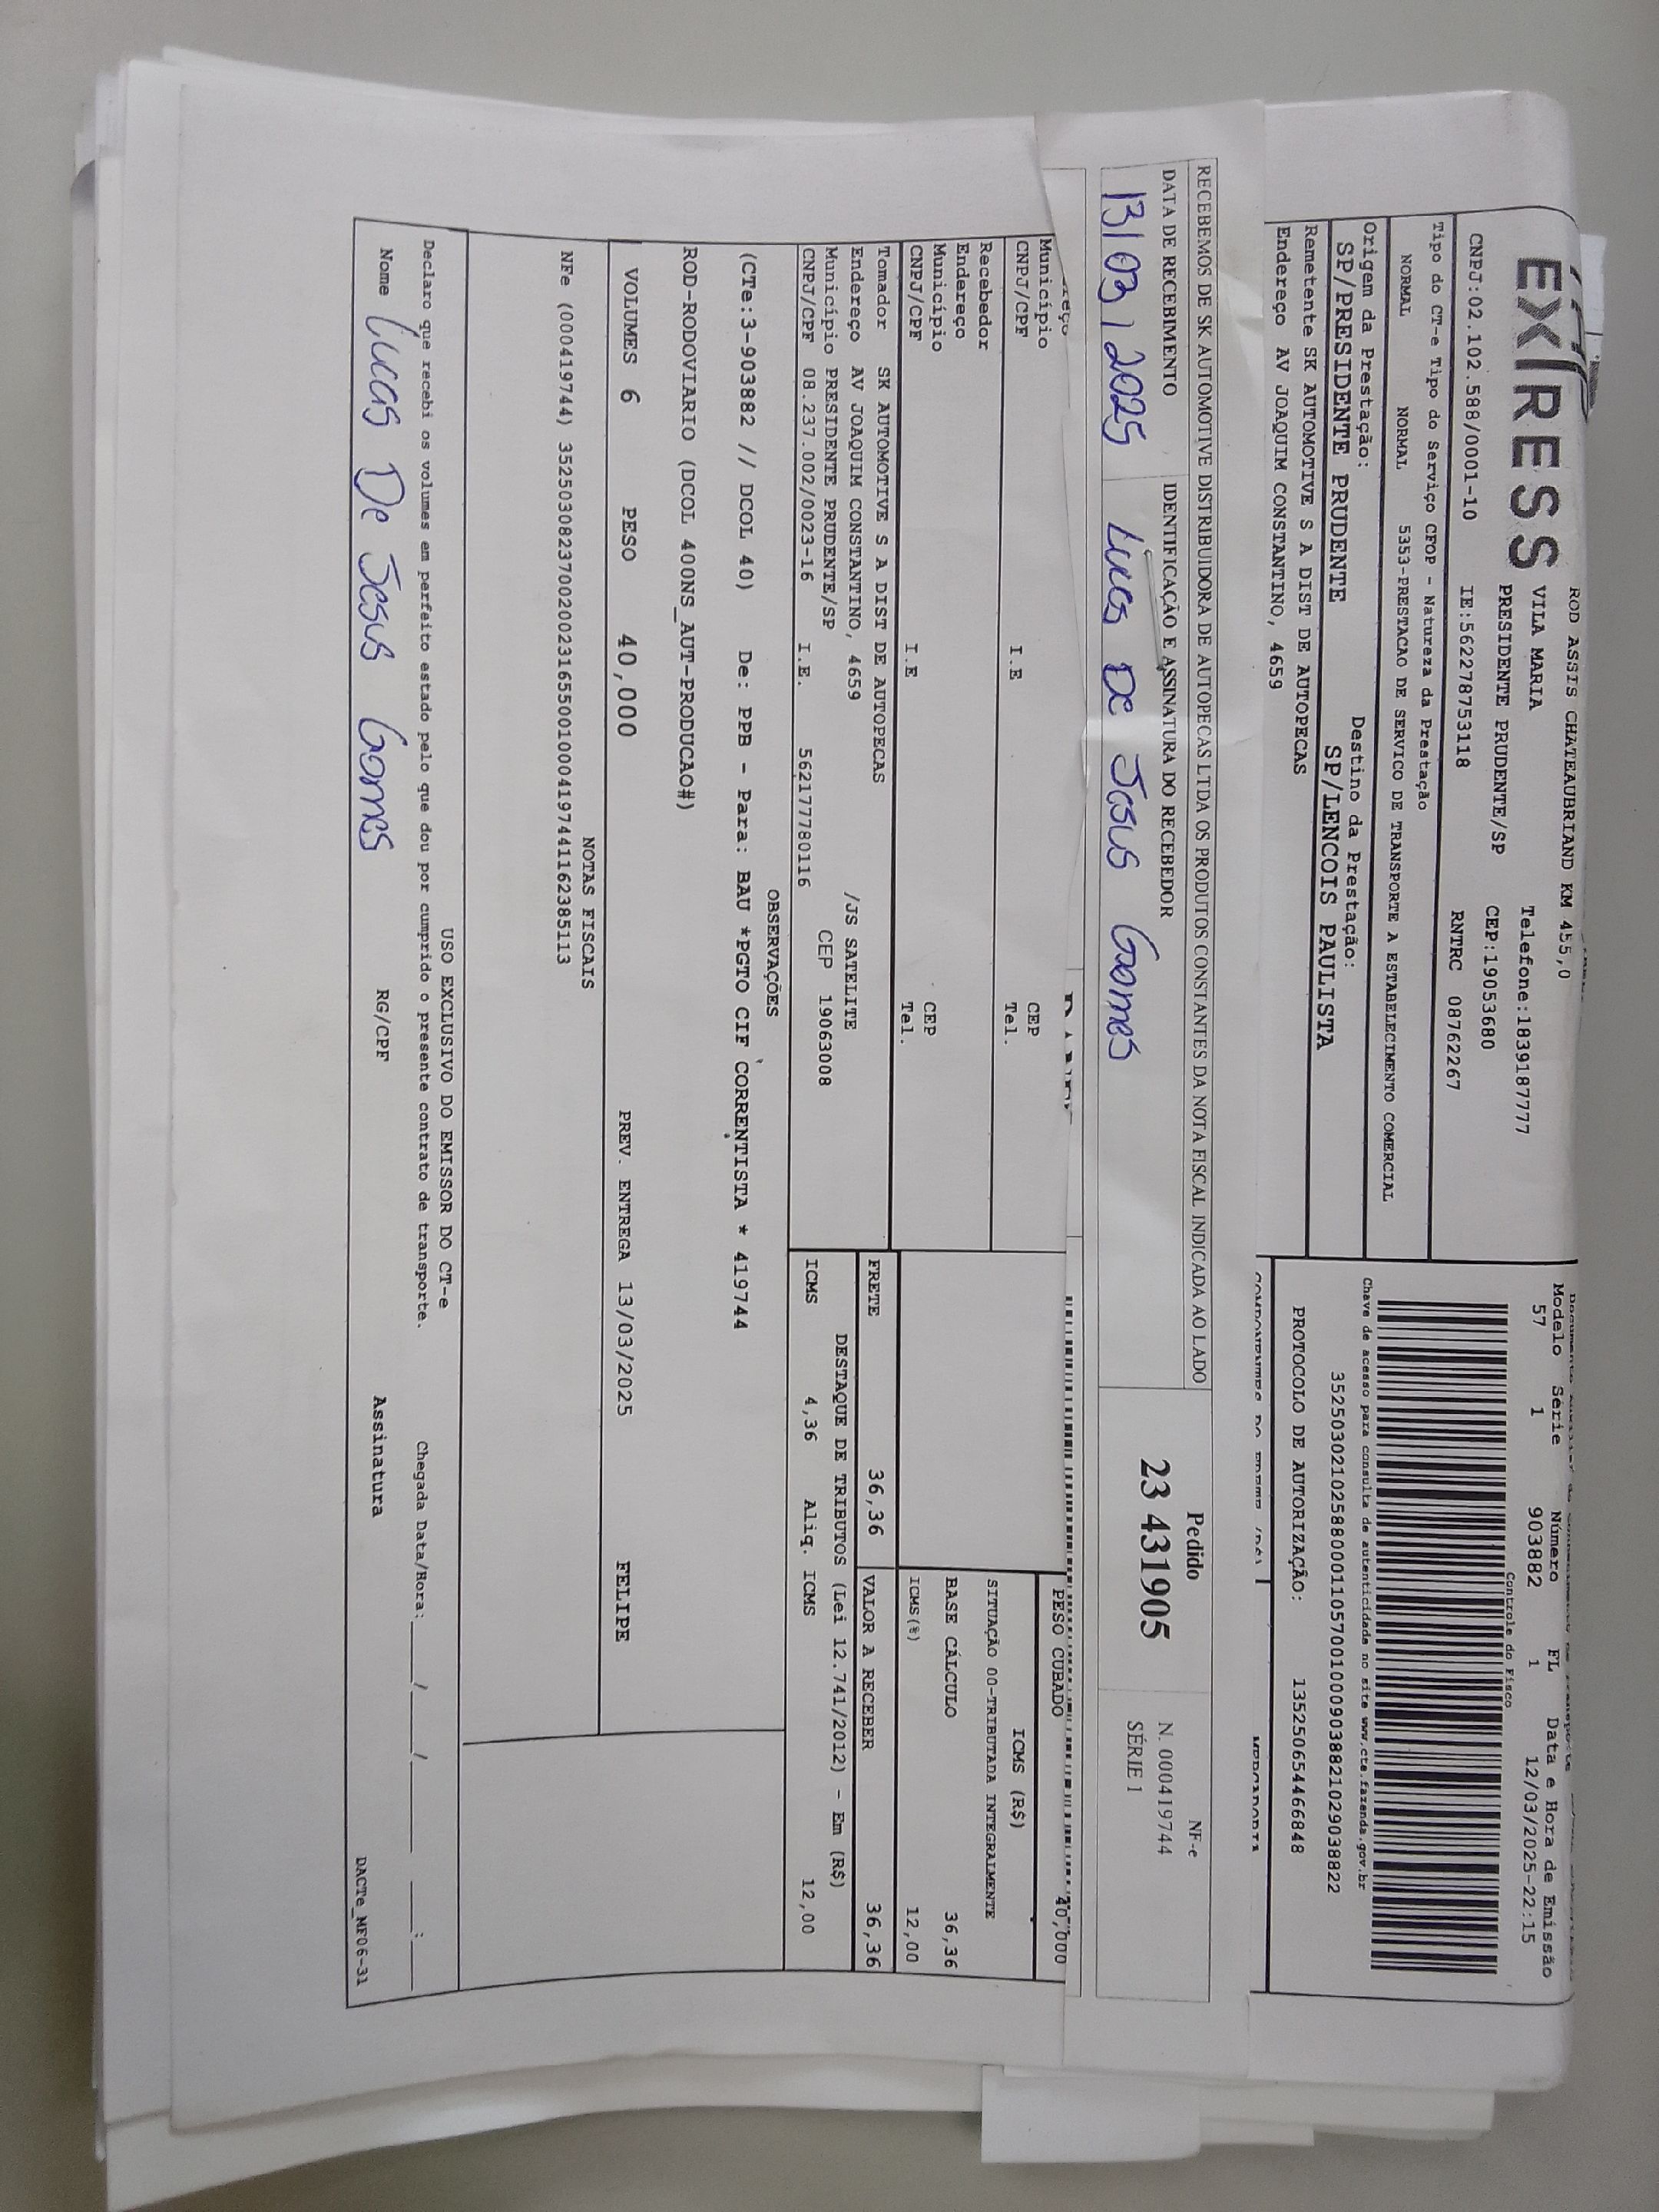 EXPRESS
ROD ASSIS CHATEAUBRIAND KM 455,0
VILA MARIA
Telefone:1839187777
PRESIDENTE PRUDENTE/SP CEP:19053680
CNPJ:02.102.588/0001-10 IE:562278753118 RNTRC 08762267
Tipo do CT-e Tipo do Serviço CFOP - Natureza da Prestação
NORMAL NORMAL 5353-PRESTACAO DE SERVICO DE TRANSPORTE A ESTABELECIMENTO COMERCIAL
Origem da Prestação: Destino da Prestação:
SP/PRESIDENTE PRUDENTE SP/LENCOIS PAULISTA
Remetente SK AUTOMOTIVE S A DIST DE AUTOPECAS
Endereço AV JOAQUIM CONSTANTINO, 4659
Modelo Série Número FL Data e Hora de Emissão
57 1 903882 1 12/03/2025-22:15
Controle do Fisco
Chave de acesso para consulta de autenticidade no site www.cte.fazenda.gov.br
35250302102588000110570010009038821029038822
PROTOCOLO DE AUTORIZAÇÃO: 135250654466848
RECEBEMOS DE SK AUTOMOTIVE DISTRIBUIDORA DE AUTOPECAS LTDA OS PRODUTOS CONSTANTES DA NOTA FISCAL INDICADA AO LADO
DATA DE RECEBIMENTO IDENTIFICAÇÃO E ASSINATURA DO RECEBEDOR
13/03/2025 Lucas De Jesus Gomes
Pedido
23 431905
NF-e
N. 000419744
SÉRIE 1
Município CEP
CNPJ/CPF I.E Tel.
Recebedor
Endereço
Município CEP
CNPJ/CPF I.E Tel.
Tomador SK AUTOMOTIVE S A DIST DE AUTOPECAS
Endereço AV JOAQUIM CONSTANTINO, 4659 /JS SATELITE
Município PRESIDENTE PRUDENTE/SP CEP 19063008
CNPJ/CPF 08.237.002/0023-16 I.E. 562177780116
PESO CUBADO 40,000
ICMS (R$)
SITUAÇÃO 00-TRIBUTADA INTEGRALMENTE
BASE CÁLCULO 36,36
ICMS(%) 12,00
FRETE 36,36 VALOR A RECEBER 36,36
DESTAQUE DE TRIBUTOS (Lei 12.741/2012) - Em (R$)
ICMS 4,36 Aliq. ICMS 12,00
OBSERVAÇÕES
(CTe:3-903882 // DCOL 40) De: PPB - Para: BAU *PGTO CIF CORRENTISTA * 419744
ROD-RODOVIARIO (DCOL 400NS_AUT-PRODUCAO#)
VOLUMES 6 PESO 40,000 PREV. ENTREGA 13/03/2025 FELIPE
NOTAS FISCAIS
NFe (000419744) 35250308237002002316550010004197441162385113
USO EXCLUSIVO DO EMISSOR DO CT-e
Declaro que recebi os volumes em perfeito estado pelo que dou por cumprido o presente contrato de transporte. Chegada Data/Hora:____/____/____ ____:____
Nome Lucas De Jesus Gomes RG/CPF Assinatura
DACTe_MF06-31